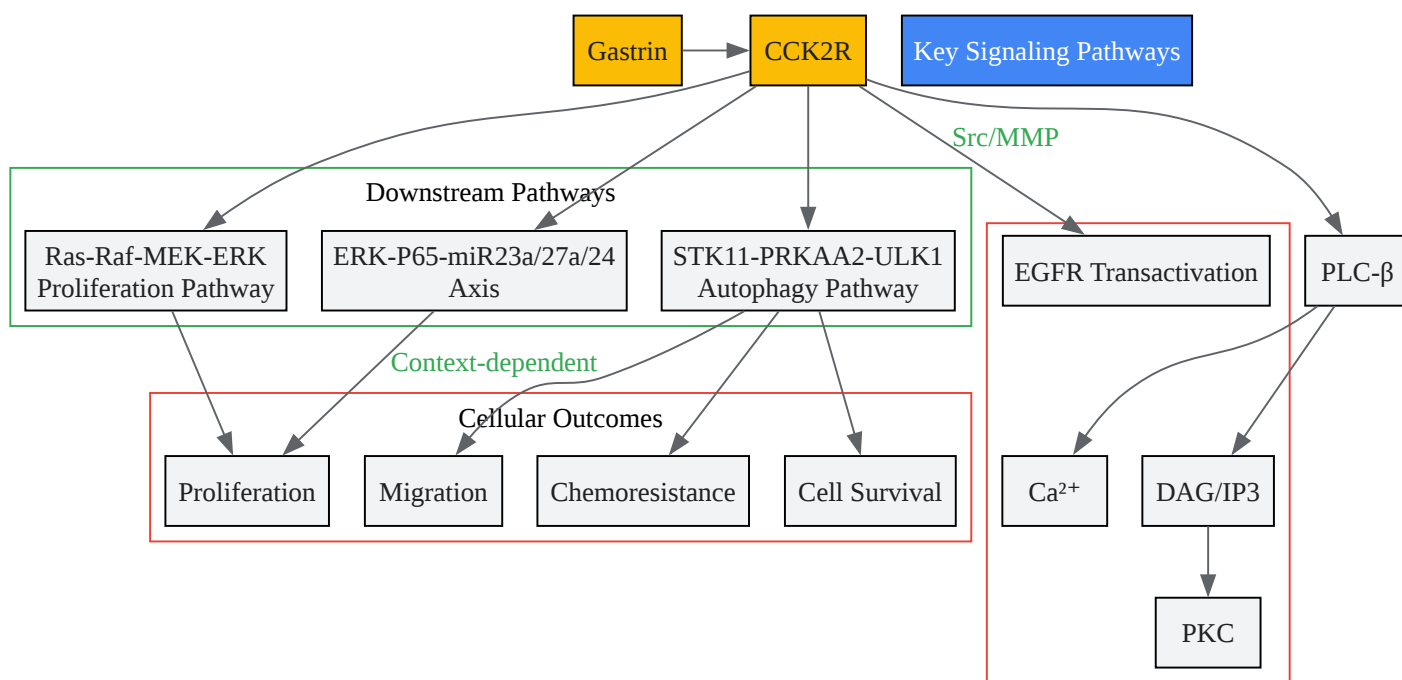 Gastrin
CCK2R
Key Signaling Pathways
Src/MMP
Downstream Pathways
Ras-Raf-MEK-ERK
Proliferation Pathway
ERK-P65-miR23a/27a/24
Axis
STK11-PRKAA2-ULK1
Autophagy Pathway
EGFR Transactivation
PLC-β
Context-dependent
Cellular Outcomes
Proliferation
Migration
Chemoresistance
Cell Survival
Ca²⁺
DAG/IP3
PKC